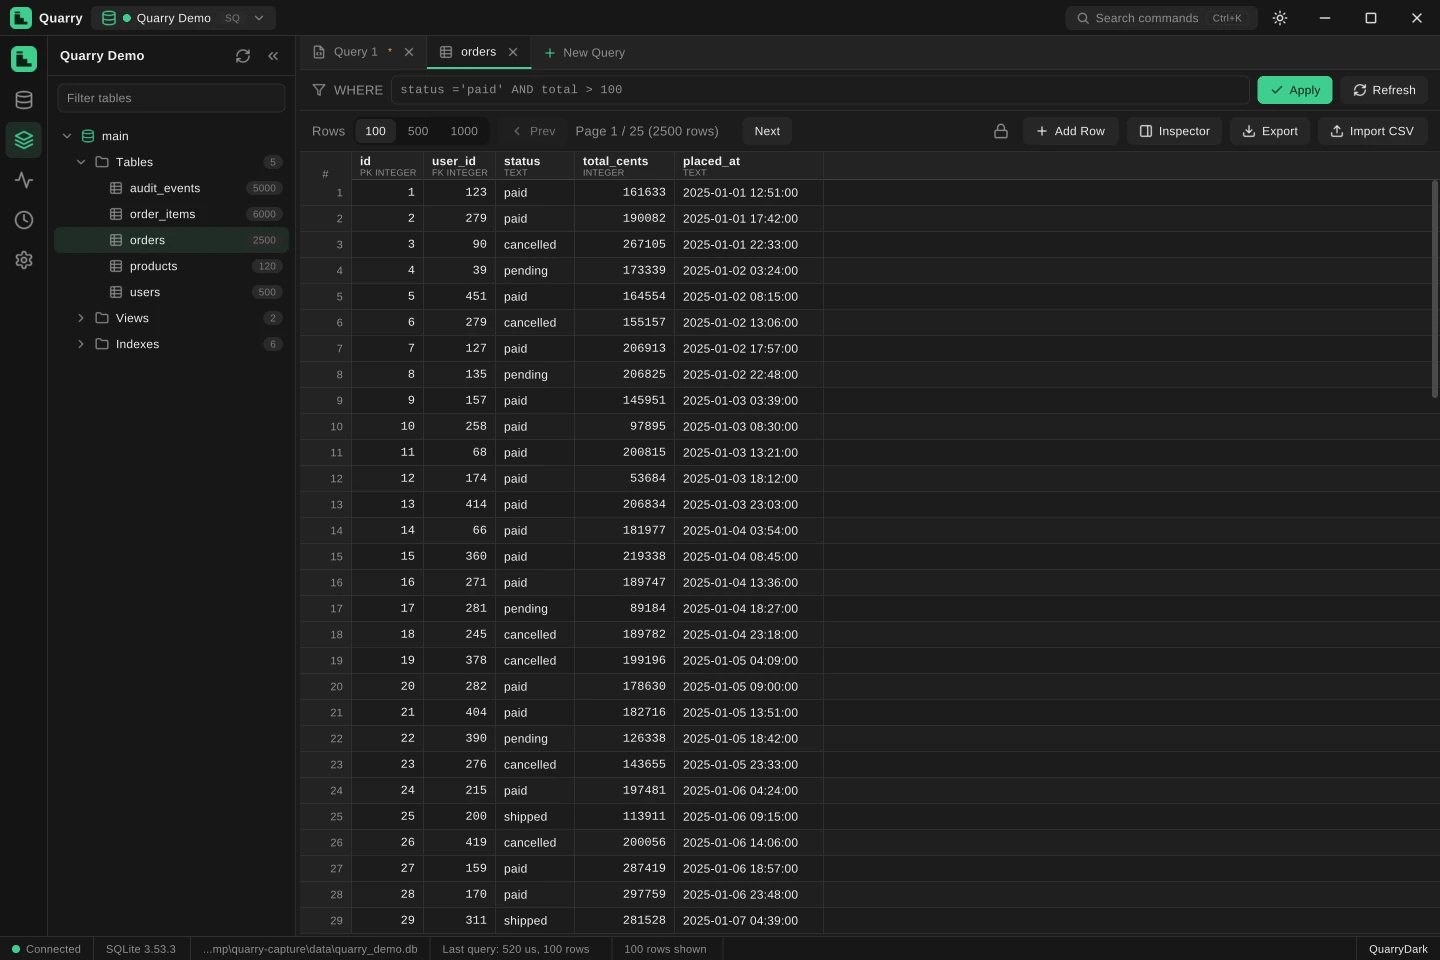 Quarry Quarry Demo SQ Search commands Ctrl+K
Quarry Demo
Filter tables
main
Tables 5
audit_events 5000
order_items 6000
orders 2500
products 120
users 500
Views 2
Indexes 6
Query 1 * orders New Query
WHERE status ='paid' AND total > 100 Apply Refresh
Rows 100 500 1000 Prev Page 1 / 25 (2500 rows) Next Add Row Inspector Export Import CSV
# id user_id status total_cents placed_at
PK INTEGER FK INTEGER TEXT INTEGER TEXT
1 1 123 paid 161633 2025-01-01 12:51:00
2 2 279 paid 190082 2025-01-01 17:42:00
3 3 90 cancelled 267105 2025-01-01 22:33:00
4 4 39 pending 173339 2025-01-02 03:24:00
5 5 451 paid 164554 2025-01-02 08:15:00
6 6 279 cancelled 155157 2025-01-02 13:06:00
7 7 127 paid 206913 2025-01-02 17:57:00
8 8 135 pending 206825 2025-01-02 22:48:00
9 9 157 paid 145951 2025-01-03 03:39:00
10 10 258 paid 97895 2025-01-03 08:30:00
11 11 68 paid 200815 2025-01-03 13:21:00
12 12 174 paid 53684 2025-01-03 18:12:00
13 13 414 paid 206834 2025-01-03 23:03:00
14 14 66 paid 181977 2025-01-04 03:54:00
15 15 360 paid 219338 2025-01-04 08:45:00
16 16 271 paid 189747 2025-01-04 13:36:00
17 17 281 pending 89184 2025-01-04 18:27:00
18 18 245 cancelled 189782 2025-01-04 23:18:00
19 19 378 cancelled 199196 2025-01-05 04:09:00
20 20 282 paid 178630 2025-01-05 09:00:00
21 21 404 paid 182716 2025-01-05 13:51:00
22 22 390 pending 126338 2025-01-05 18:42:00
23 23 276 cancelled 143655 2025-01-05 23:33:00
24 24 215 paid 197481 2025-01-06 04:24:00
25 25 200 shipped 113911 2025-01-06 09:15:00
26 26 419 cancelled 200056 2025-01-06 14:06:00
27 27 159 paid 287419 2025-01-06 18:57:00
28 28 170 paid 297759 2025-01-06 23:48:00
29 29 311 shipped 281528 2025-01-07 04:39:00
Connected SQLite 3.53.3 ...mp\quarry-capture\data\quarry_demo.db Last query: 520 us, 100 rows 100 rows shown QuarryDark